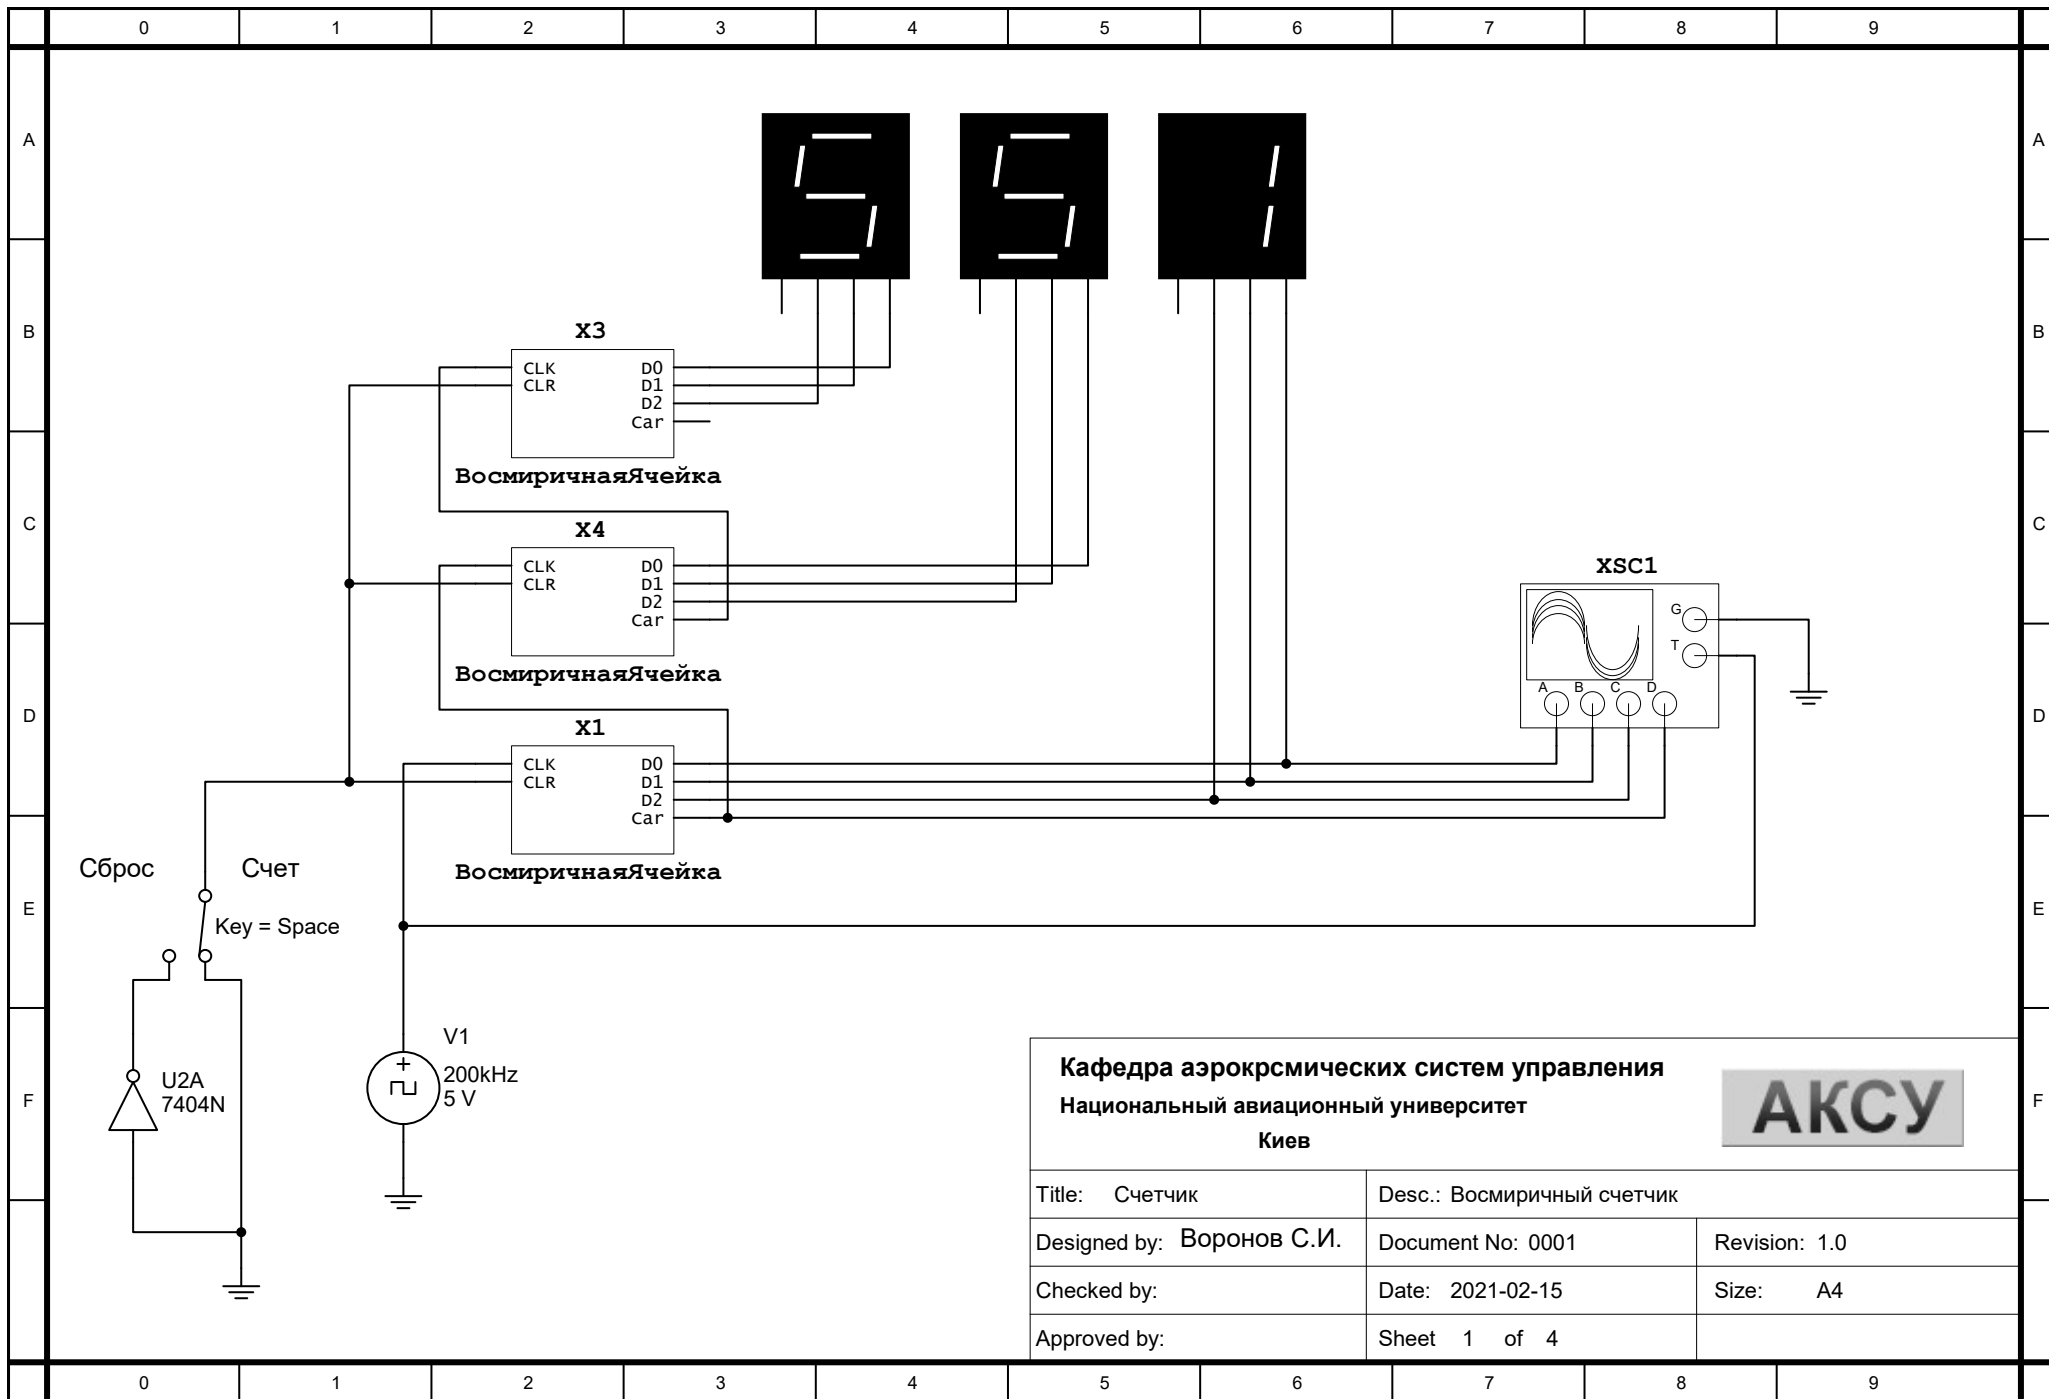 0 1 2 3 4 5 6 7 8 9
A A
5 5 1
B B
X3
CLK D0
CLR D1
D2
Car
ВосмиричнаяЯчейка
C C
X4
CLK D0
CLR D1
D2
Car
ВосмиричнаяЯчейка
XSC1
G
T
A B C D
D D
X1
CLK D0
CLR D1
D2
Car
ВосмиричнаяЯчейка
Сброс Счет
E E
Key = Space
V1
200kHz
5 V
U2A
7404N
F F
Кафедра аэрокрсмических систем управления
Национальный авиационный университет
Киев
АКСУ
Title: Счетчик Desc.: Восмиричный счетчик
Designed by: Воронов С.И. Document No: 0001 Revision: 1.0
Checked by: Date: 2021-02-15 Size: A4
Approved by: Sheet 1 of 4
0 1 2 3 4 5 6 7 8 9